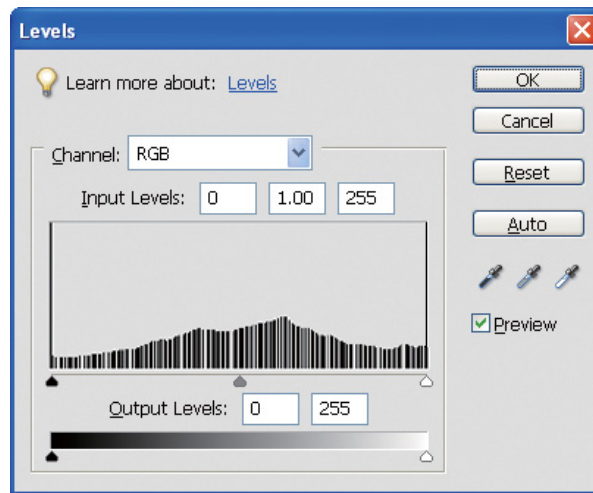 Levels
Learn more about: Levels
OK
Cancel
Channel: RGB
Reset
Input Levels: 0 1.00 255
Auto
Preview
Output Levels: 0 255